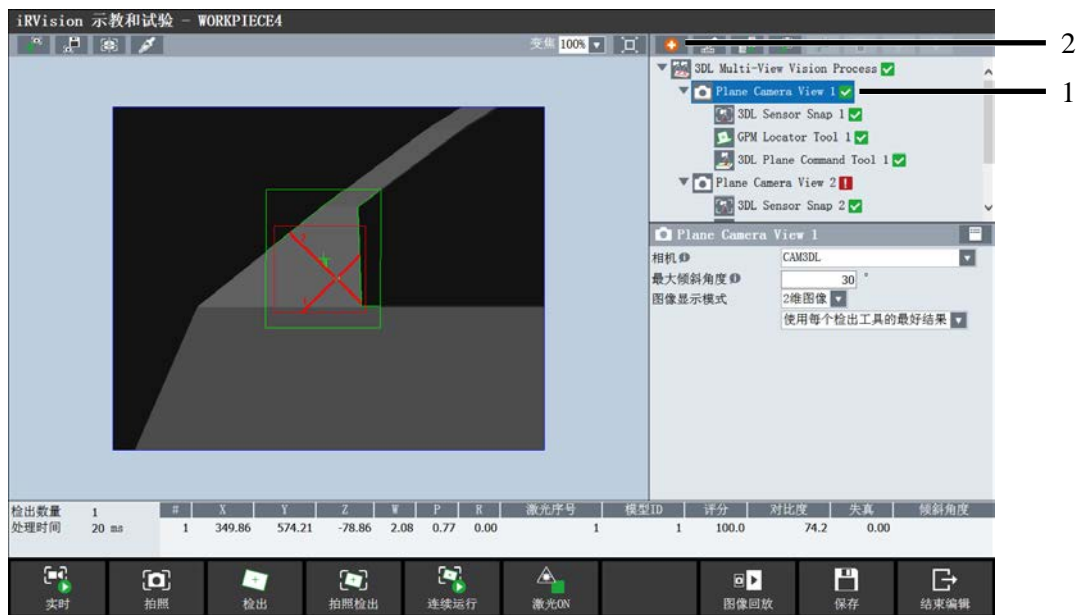 iRVision 示教和试验 - WORKPIECE4
变焦 100%
2
3DL Multi-View Vision Process
Plane Camera View 1
1
3DL Sensor Snap 1
GPM Locator Tool 1
3DL Plane Command Tool 1
Plane Camera View 2
3DL Sensor Snap 2
Plane Camera View 1
相机 CAM3DL
最大倾斜角度 30 °
图像显示模式 2维图像
使用每个检出工具的最好结果
检出数量 1
处理时间 20 ms
# X Y Z W P R 激光序号 模型ID 评分 对比度 失真 倾斜角度
1 349.86 574.21 -78.86 2.08 0.77 0.00 1 1 100.0 74.2 0.00
实时 拍照 检出 拍照检出 连续运行 激光ON 图像回放 保存 结束编辑